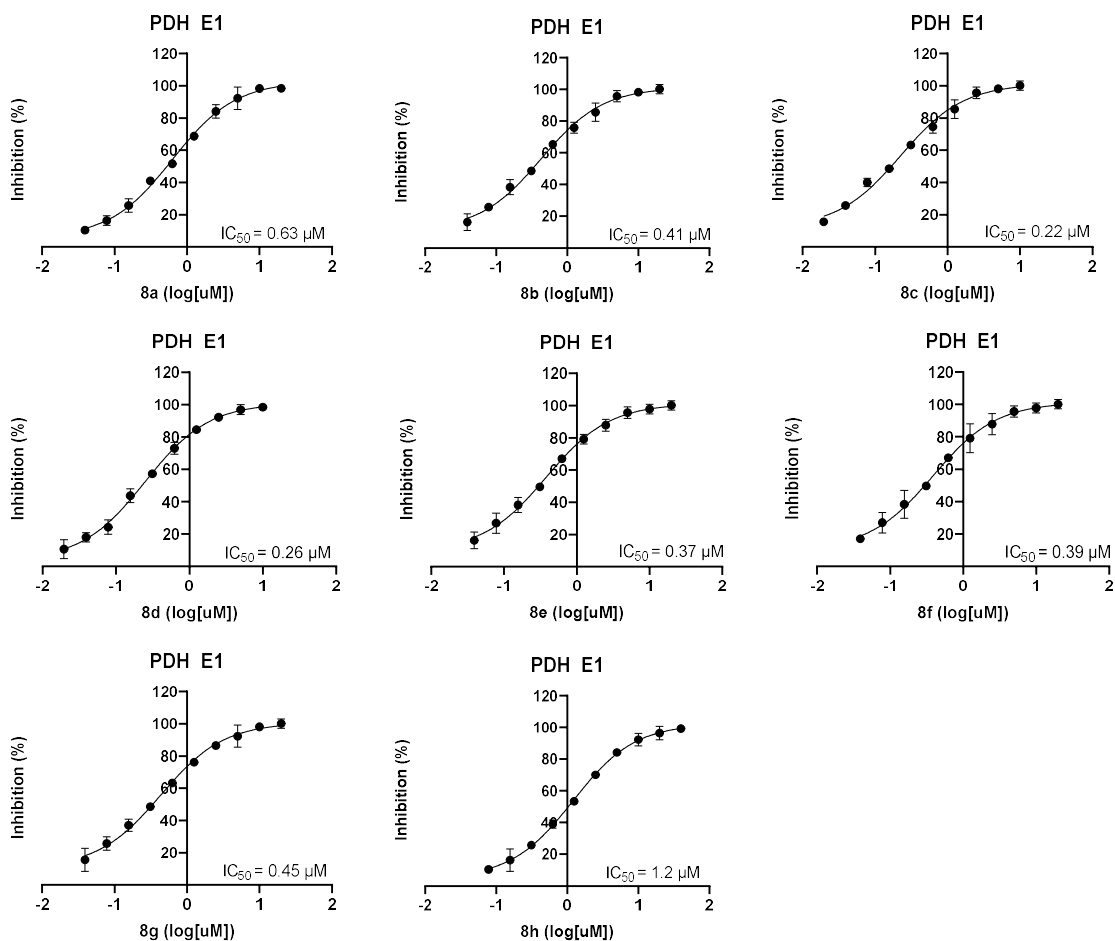 PDH E1
Inhibition (%)
120
100
80
60
40
20
IC50 = 0.63 µM
-2 -1 0 1 2
8a (log[uM])
PDH E1
Inhibition (%)
120
100
80
60
40
20
IC50 = 0.41 µM
-2 -1 0 1 2
8b (log[uM])
PDH E1
Inhibition (%)
120
100
80
60
40
20
IC50 = 0.22 µM
-2 -1 0 1 2
8c (log[uM])
PDH E1
Inhibition (%)
120
100
80
60
40
20
IC50 = 0.26 µM
-2 -1 0 1 2
8d (log[uM])
PDH E1
Inhibition (%)
120
100
80
60
40
20
IC50 = 0.37 µM
-2 -1 0 1 2
8e (log[uM])
PDH E1
Inhibition (%)
120
100
80
60
40
20
IC50 = 0.39 µM
-2 -1 0 1 2
8f (log[uM])
PDH E1
Inhibition (%)
120
100
80
60
40
20
IC50 = 0.45 µM
-2 -1 0 1 2
8g (log[uM])
PDH E1
Inhibition (%)
120
100
80
60
40
20
IC50 = 1.2 µM
-2 -1 0 1 2
8h (log[uM])